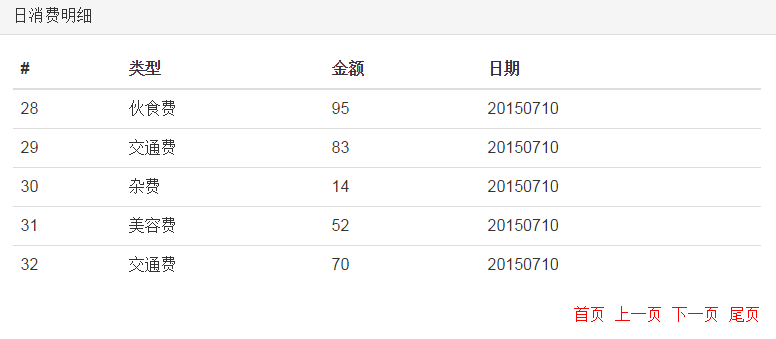 日消费明细
# 类型 金额 日期
28 伙食费 95 20150710
29 交通费 83 20150710
30 杂费 14 20150710
31 美容费 52 20150710
32 交通费 70 20150710
首页 上一页 下一页 尾页